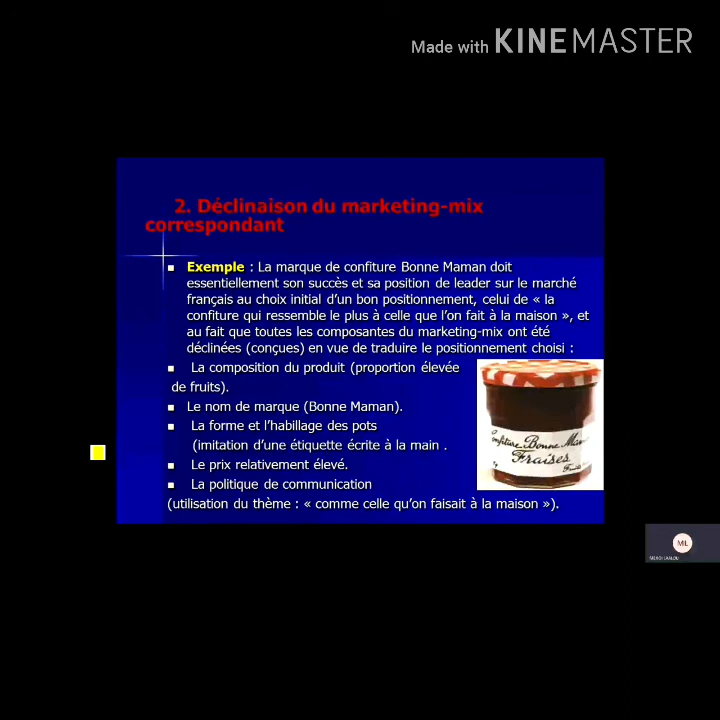 Made with KINEMASTER
2. Déclinaison du marketing-mix
correspondant
Exemple : La marque de confiture Bonne Maman doit
essentiellement son succès et sa position de leader sur le marché
français au choix initial d'un bon positionnement, celui de « la
confiture qui ressemble le plus à celle que l'on fait à la maison », et
au fait que toutes les composantes du marketing-mix ont été
déclinées (conçues) en vue de traduire le positionnement choisi :
La composition du produit (proportion élevée
de fruits).
Le nom de marque (Bonne Maman).
La forme et l'habillage des pots
(imitation d'une étiquette écrite à la main .
Le prix relativement élevé.
La politique de communication
(utilisation du thème : « comme celle qu'on faisait à la maison »).
Confiture Bonne Mam
Fraises
ML